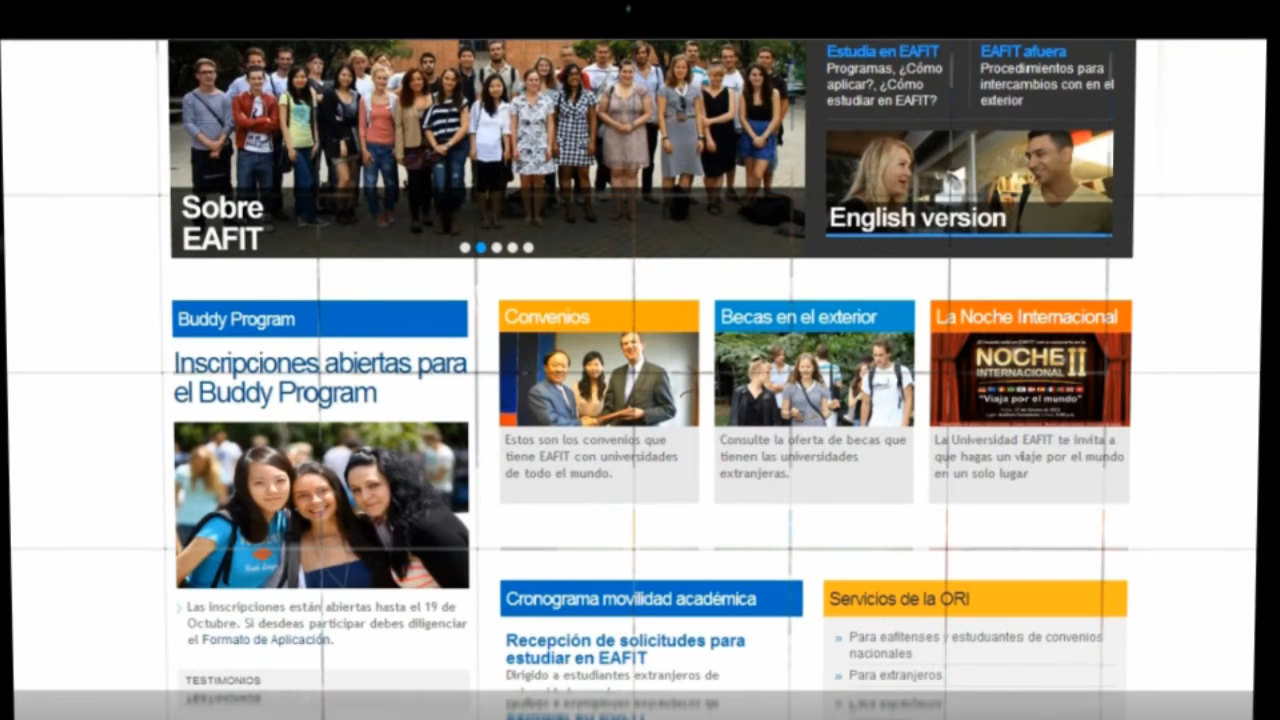 Estudia en EAFIT
Programas, ¿Cómo
aplicar?, ¿Cómo
estudiar en EAFIT?
EAFIT afuera
Procedimientos para
intercambios con en el
exterior
Sobre
EAFIT
English version
Buddy Program
Inscripciones abiertas para
el Buddy Program
Las inscripciones están abiertas hasta el 19 de
Octubre. Si desdeas participar debes diligenciar
el Formato de Aplicación.
TESTIMONIOS
Convenios
Estos son los convenios que
tiene EAFIT con universidades
de todo el mundo.
Becas en el exterior
Consulte la oferta de becas que
tienen las universidades
extranjeras.
La Noche Internacional
NOCHE II
INTERNACIONAL
"Viaja por el mundo"
La Universidad EAFIT te invita a
que hagas un viaje por el mundo
en un solo lugar
Cronograma movilidad académica
Recepción de solicitudes para
estudiar en EAFIT
Dirigido a estudiantes extranjeros de
Servicios de la ORI
» Para eafitenses y estuduantes de convenios
nacionales
» Para extranjeros